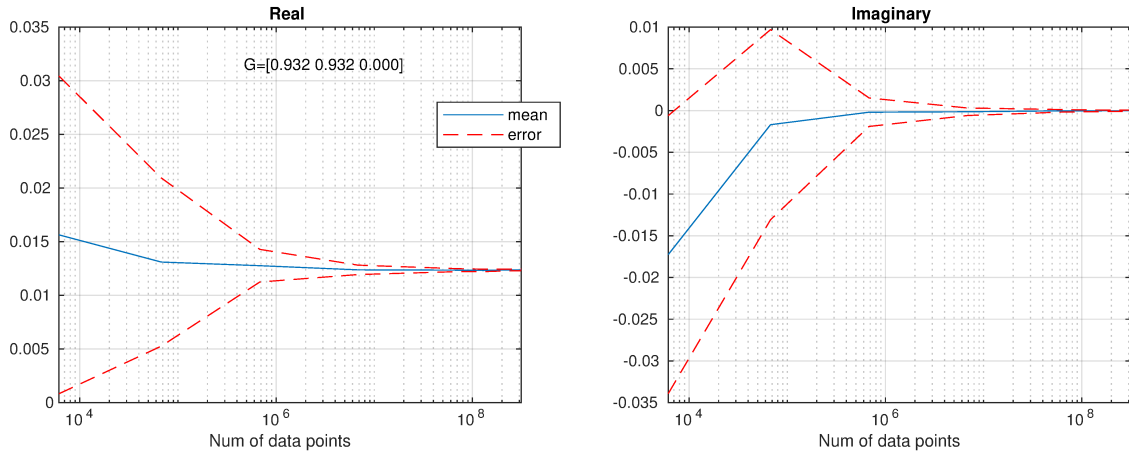 Real
0.035
0.03
0.025
0.02
0.015
0.01
0.005
0
G=[0.932 0.932 0.000]
mean
error
10^4 10^6 10^8
Num of data points
Imaginary
0.01
0.005
0
-0.005
-0.01
-0.015
-0.02
-0.025
-0.03
-0.035
10^4 10^6 10^8
Num of data points